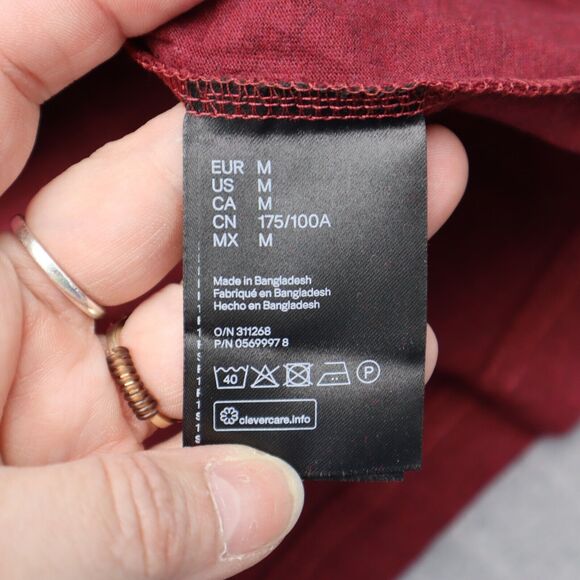 EUR M
US M
CA M
CN 175/100A
MX M
Made in Bangladesh
Fabriqué en Bangladesh
Hecho en Bangladesh
O/N 311268
P/N 0569997 8
40 P
clevercare.info